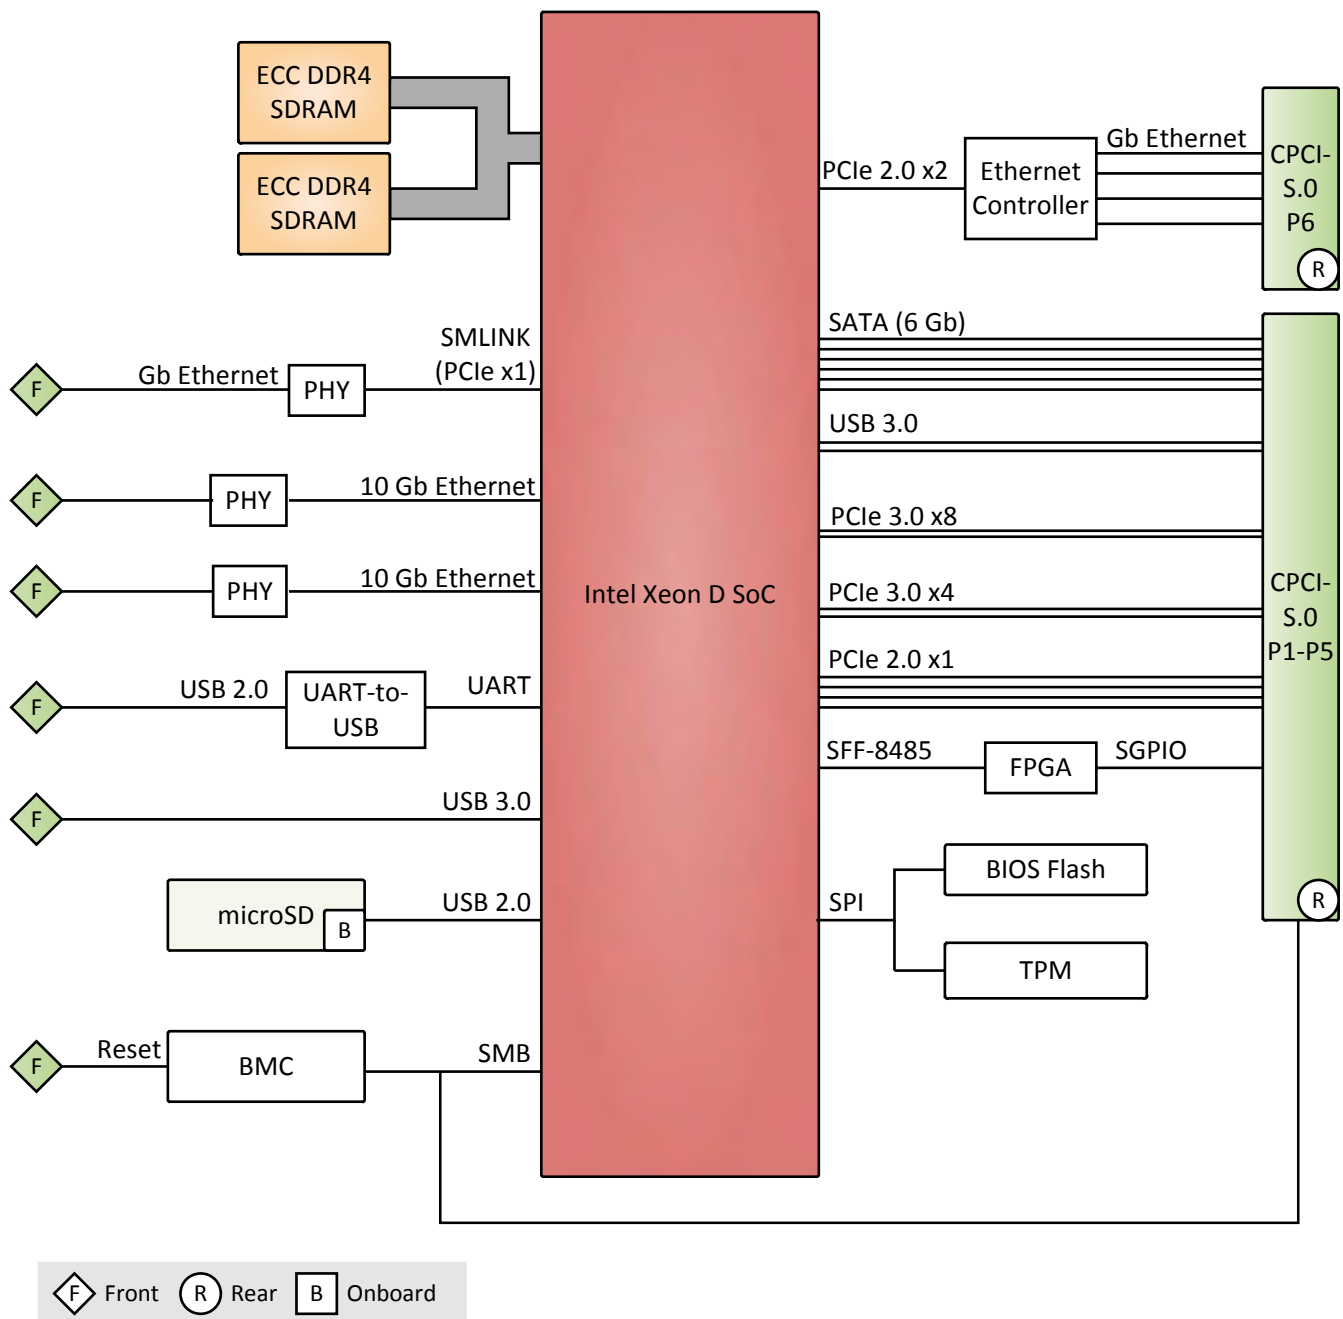 ECC DDR4
SDRAM
ECC DDR4
SDRAM
SMLINK
(PCIe x1)
F
Gb Ethernet
PHY
F
PHY
10 Gb Ethernet
F
PHY
10 Gb Ethernet
F
USB 2.0
UART-to-
USB
UART
F
USB 3.0
microSD
B
USB 2.0
F
Reset
BMC
SMB
Intel Xeon D SoC
PCIe 2.0 x2
Ethernet
Controller
Gb Ethernet
CPCI-
S.0
P6
R
SATA (6 Gb)
USB 3.0
PCIe 3.0 x8
PCIe 3.0 x4
PCIe 2.0 x1
SFF-8485
FPGA
SGPIO
CPCI-
S.0
P1-P5
R
SPI
BIOS Flash
TPM
F Front R Rear B Onboard